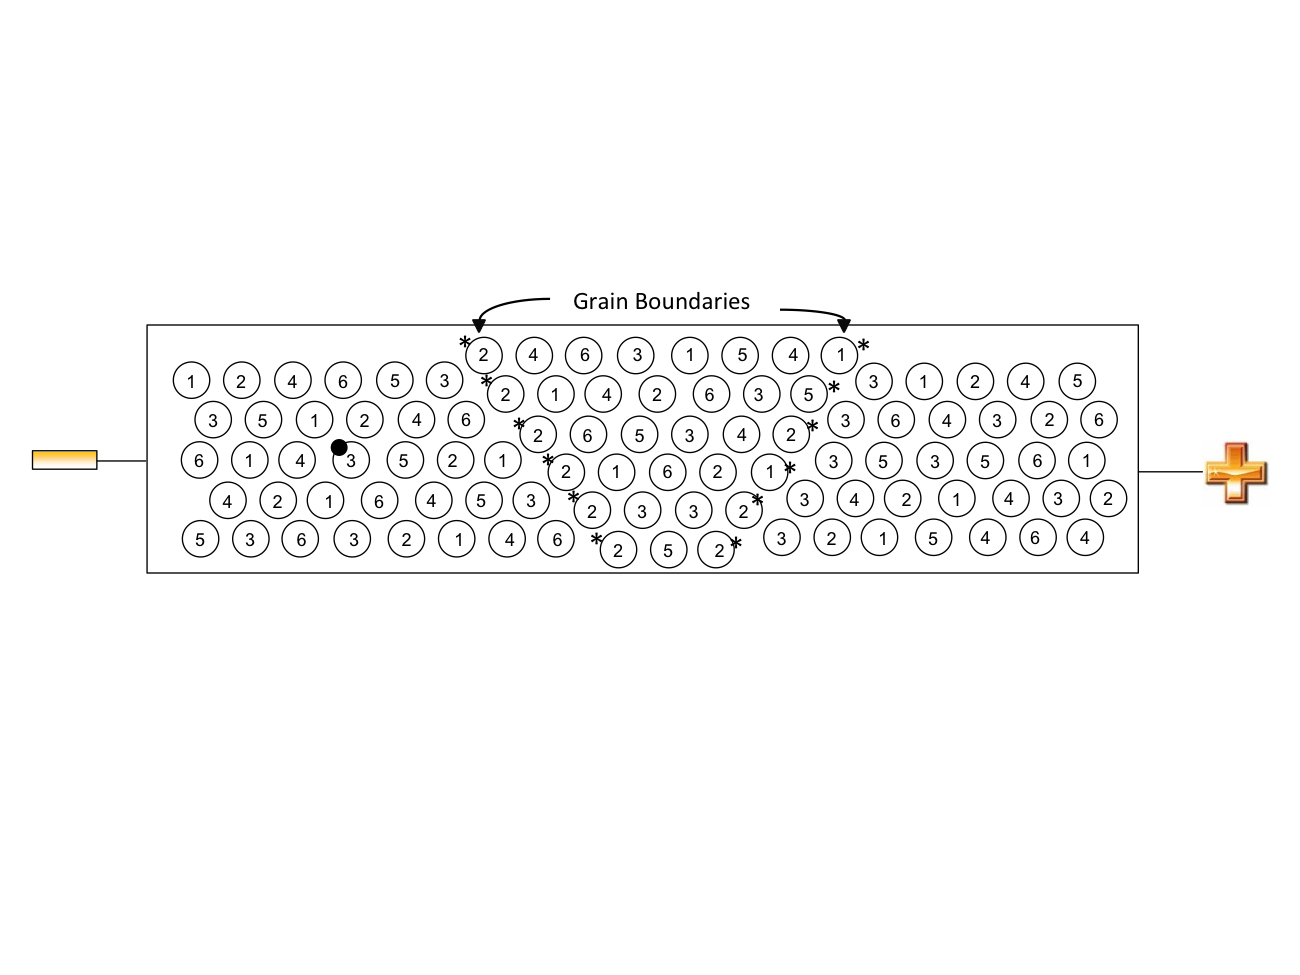 Grain Boundaries
* 2 4 6 3 1 5 4 1 *
1 2 4 6 5 3 * 2 1 4 2 6 3 5 * 3 1 2 4 5
3 5 1 2 4 6 * 2 6 5 3 4 2 * 3 6 4 3 2 6
6 1 4 3 5 2 1 * 2 1 6 2 1 * 3 5 3 5 6 1
4 2 1 6 4 5 3 * 2 3 3 2 * 3 4 2 1 4 3 2
5 3 6 3 2 1 4 6 * 2 5 2 * 3 2 1 5 4 6 4